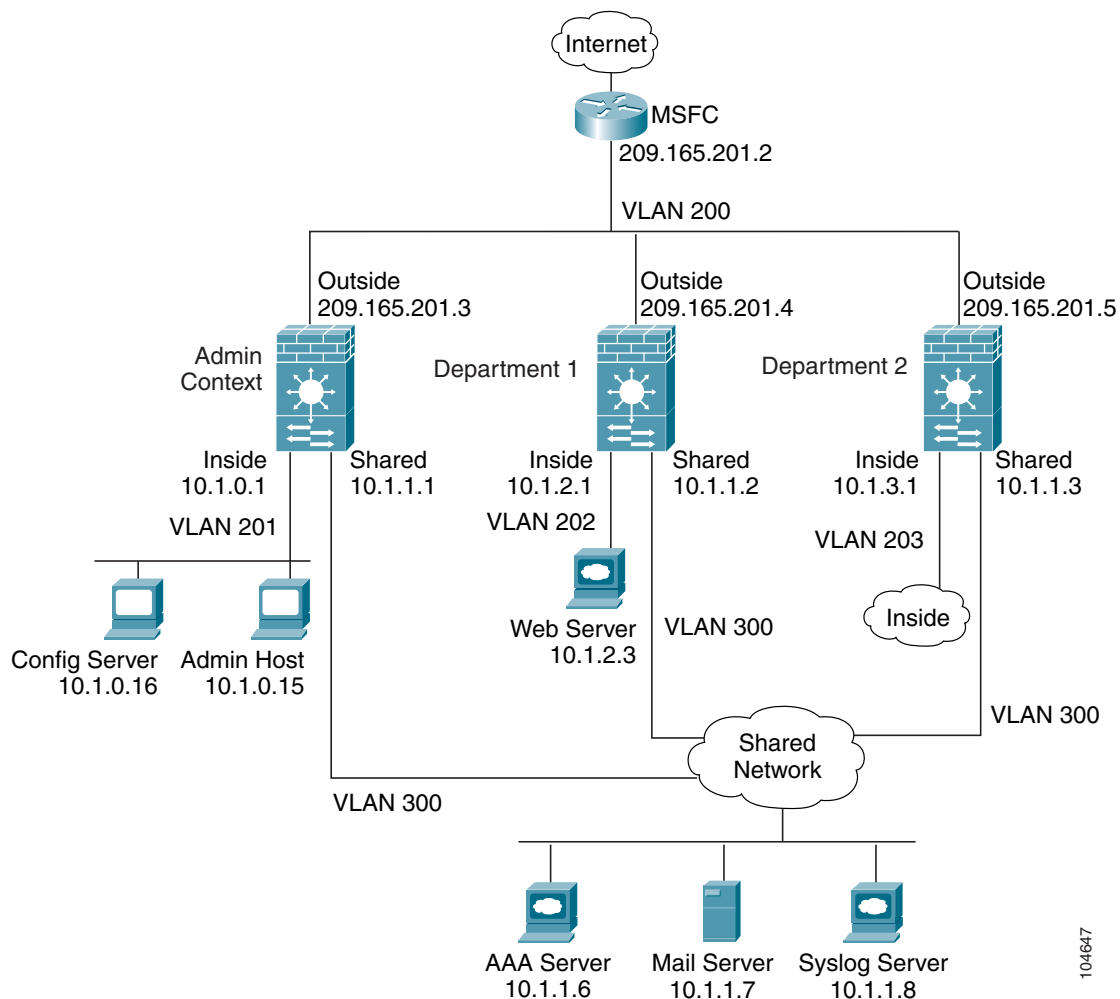 Internet
MSFC
209.165.201.2
VLAN 200
Outside
209.165.201.3
Outside
209.165.201.4
Outside
209.165.201.5
Admin
Context
Department 1
Department 2
Inside
10.1.0.1
Shared
10.1.1.1
Inside
10.1.2.1
Shared
10.1.1.2
Inside
10.1.3.1
Shared
10.1.1.3
VLAN 201
VLAN 202
VLAN 203
Config Server
10.1.0.16
Admin Host
10.1.0.15
Web Server
10.1.2.3
VLAN 300
Inside
VLAN 300
Shared
Network
VLAN 300
AAA Server
10.1.1.6
Mail Server
10.1.1.7
Syslog Server
10.1.1.8
104647